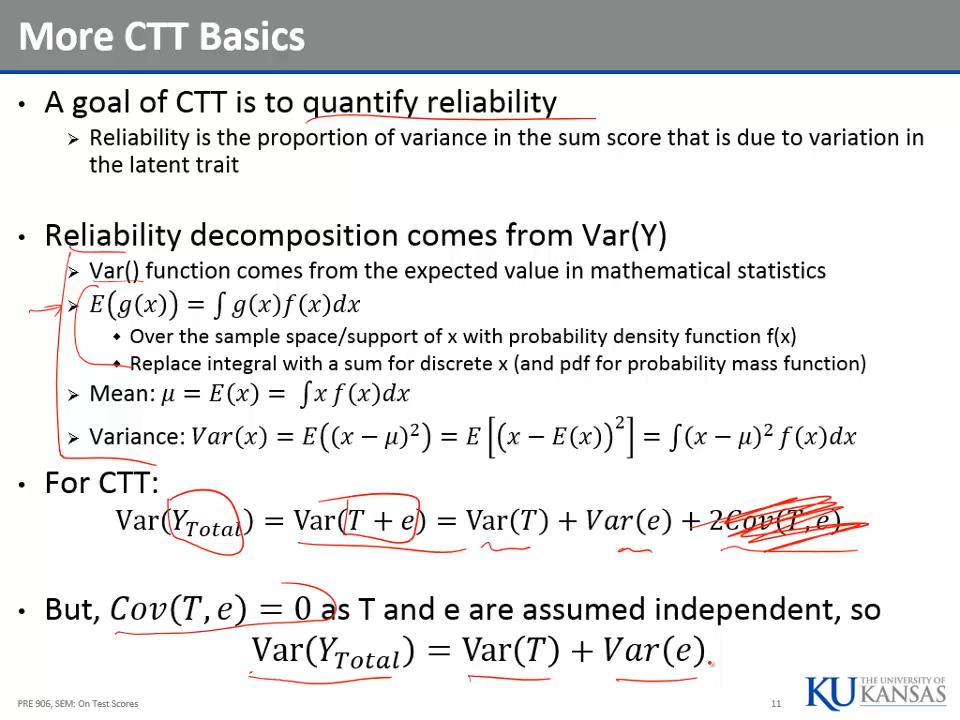 More CTT Basics
• A goal of CTT is to quantify reliability
➢ Reliability is the proportion of variance in the sum score that is due to variation in
the latent trait
• Reliability decomposition comes from Var(Y)
➢ Var() function comes from the expected value in mathematical statistics
➢ E(g(x)) = ∫ g(x)f(x)dx
◆ Over the sample space/support of x with probability density function f(x)
◆ Replace integral with a sum for discrete x (and pdf for probability mass function)
➢ Mean: μ = E(x) = ∫ x f(x)dx
➢ Variance: Var(x) = E((x − μ)²) = E[(x − E(x))²] = ∫(x − μ)² f(x)dx
• For CTT:
Var(Y_Total) = Var(T + e) = Var(T) + Var(e) + 2Cov(T, e)
• But, Cov(T, e) = 0 as T and e are assumed independent, so
Var(Y_Total) = Var(T) + Var(e)
PRE 906, SEM: On Test Scores
11
KU THE UNIVERSITY OF
KANSAS